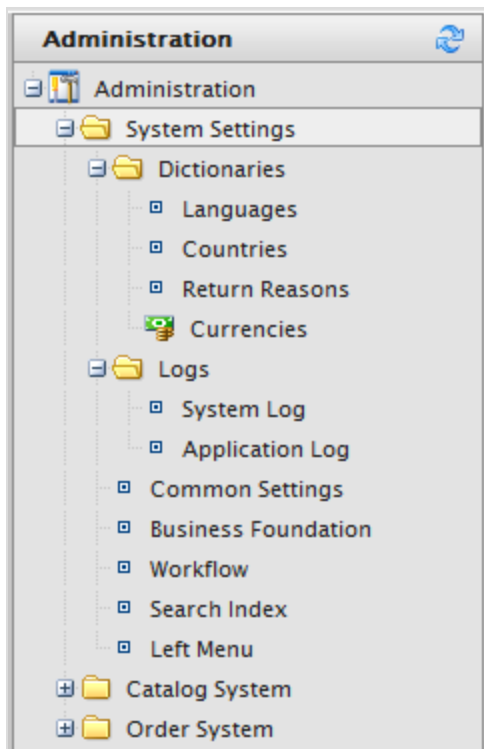 Administration
Administration
System Settings
Dictionaries
Languages
Countries
Return Reasons
Currencies
Logs
System Log
Application Log
Common Settings
Business Foundation
Workflow
Search Index
Left Menu
Catalog System
Order System